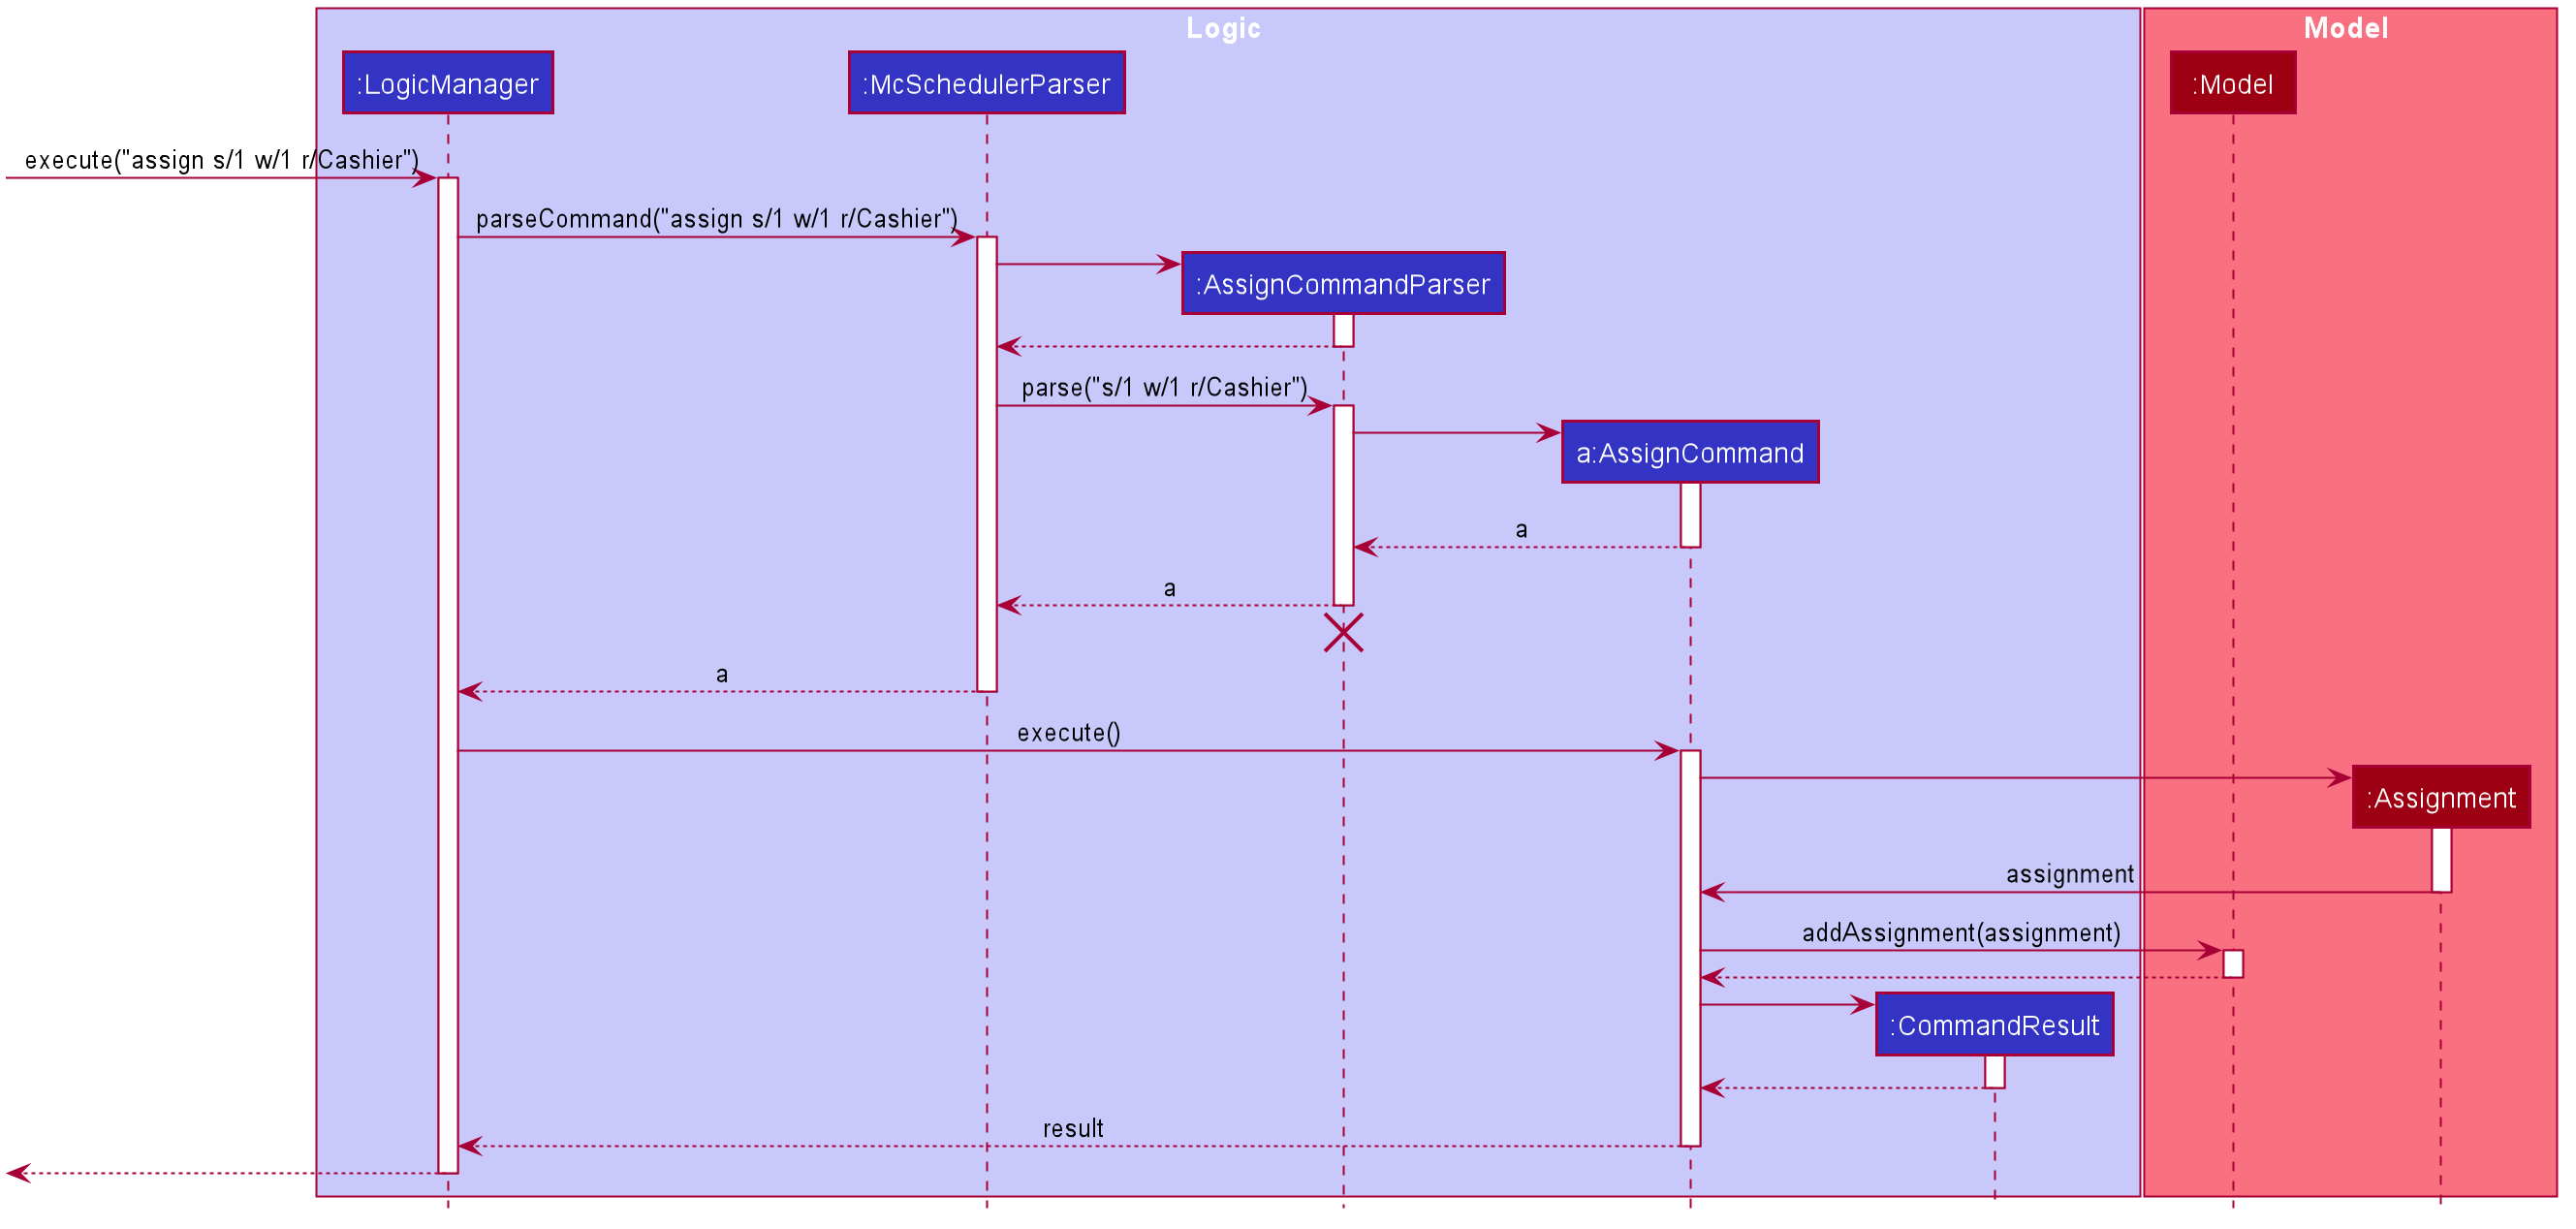 Logic
Model
:LogicManager
:McSchedulerParser
:Model
execute("assign s/1 w/1 r/Cashier")
parseCommand("assign s/1 w/1 r/Cashier")
:AssignCommandParser
parse("s/1 w/1 r/Cashier")
a:AssignCommand
a
a
a
execute()
:Assignment
assignment
addAssignment(assignment)
:CommandResult
result